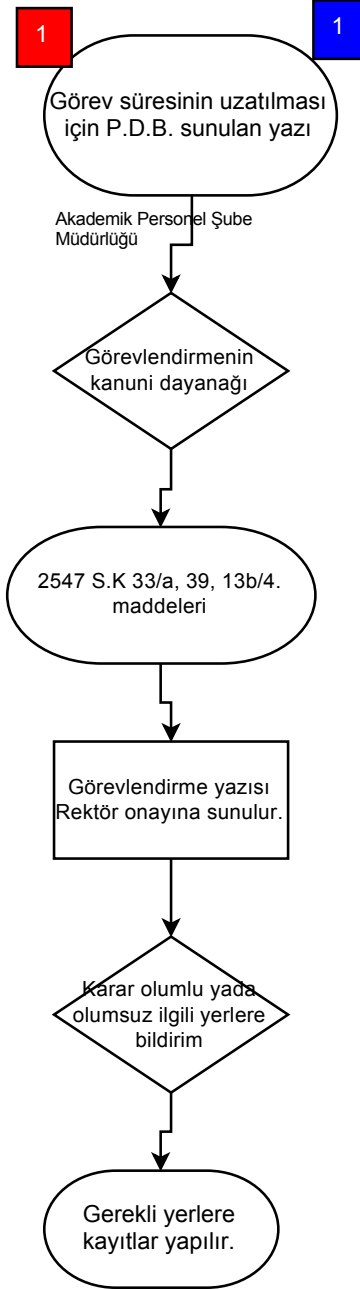 1
1
Görev süresinin uzatılması
için P.D.B. sunulan yazı
Akademik Personel Şube
Müdürlüğü
Görevlendirmenin
kanuni dayanağı
2547 S.K 33/a, 39, 13b/4.
maddeleri
Görevlendirme yazısı
Rektör onayına sunulur.
Karar olumlu yada
olumsuz ilgili yerlere
bildirim
Gerekli yerlere
kayıtlar yapılır.